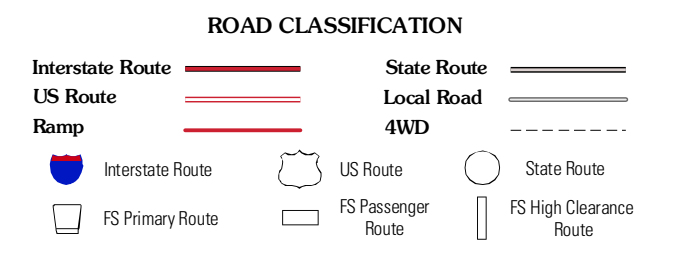 ROAD CLASSIFICATION
Interstate Route
State Route
US Route
Local Road
Ramp
4WD
Interstate Route
US Route
State Route
FS Primary Route
FS Passenger
Route
FS High Clearance
Route